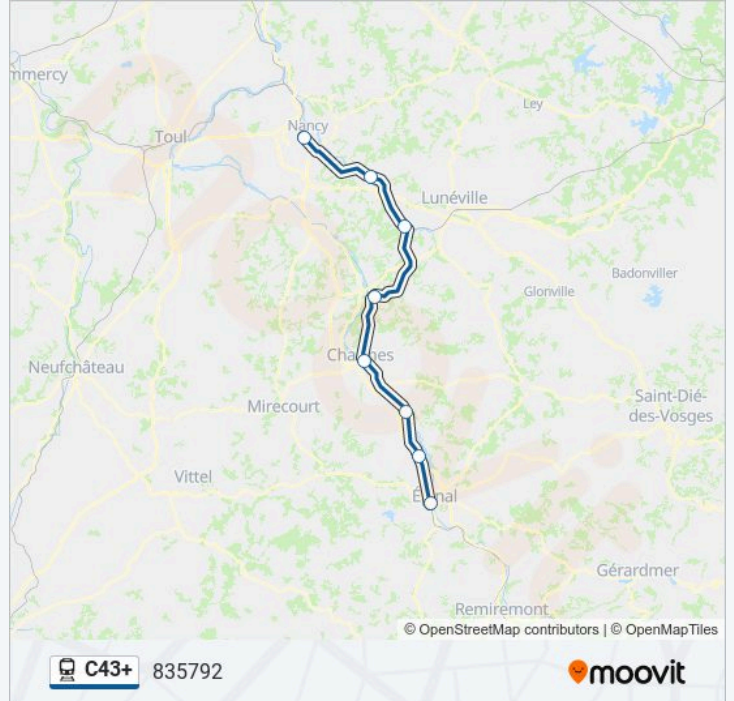 mmercy
Ley
Nancy
Toul
Lunéville
Badonviller
Glonville
Charmes
Neufchâteau
Mirecourt
Saint-Dié-
des-Vosges
Vittel
Épinal
Gérardmer
Remiremont
© OpenStreetMap contributors | © OpenMapTiles
C43+ 835792
moovit